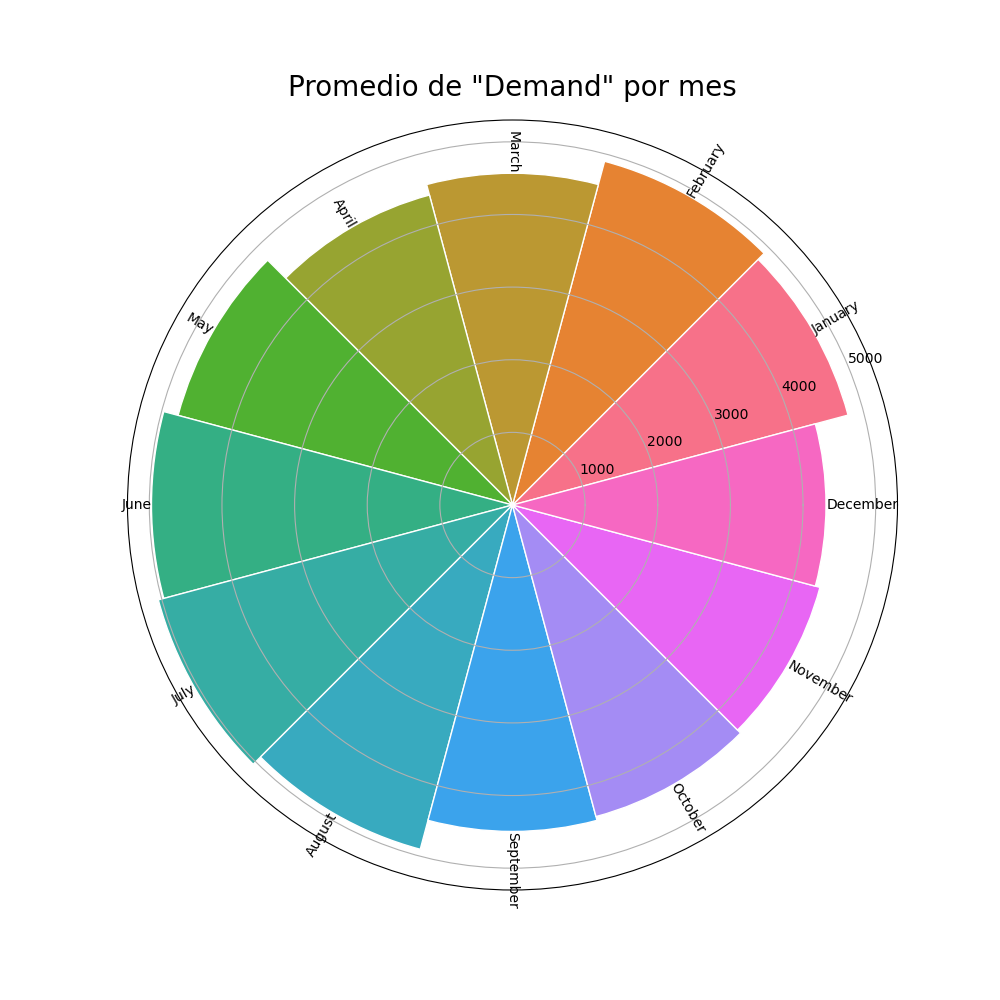 Promedio de "Demand" por mes
March
February
April
January
May
5000
4000
3000
2000
1000
June
December
November
July
October
August
September